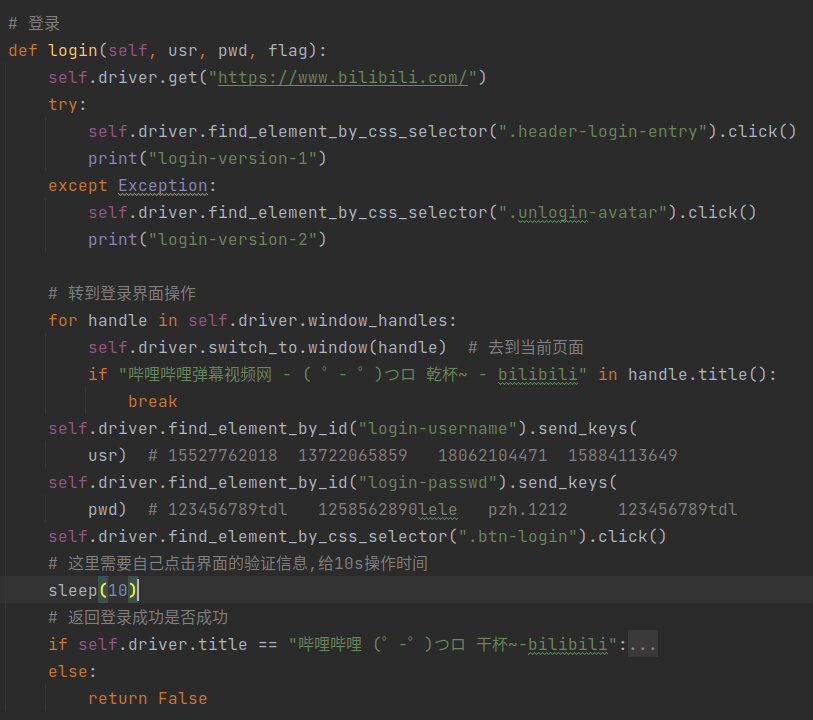 # 登录
def login(self, usr, pwd, flag):
self.driver.get("https://www.bilibili.com/")
try:
self.driver.find_element_by_css_selector(".header-login-entry").click()
print("login-version-1")
except Exception:
self.driver.find_element_by_css_selector(".unlogin-avatar").click()
print("login-version-2")
# 转到登录界面操作
for handle in self.driver.window_handles:
self.driver.switch_to.window(handle)  # 去到当前页面
if "哔哩哔哩弹幕视频网 - ( ゜- ゜)つロ 乾杯~ - bilibili" in handle.title():
break
self.driver.find_element_by_id("login-username").send_keys(
usr)  # 15527762018  13722065859   18062104471  15884113649
self.driver.find_element_by_id("login-passwd").send_keys(
pwd)  # 123456789tdl   1258562890lele   pzh.1212     123456789tdl
self.driver.find_element_by_css_selector(".btn-login").click()
# 这里需要自己点击界面的验证信息,给10s操作时间
sleep(10)
# 返回登录成功是否成功
if self.driver.title == "哔哩哔哩 (゜-゜)つロ 干杯~-bilibili":...
else:
return False